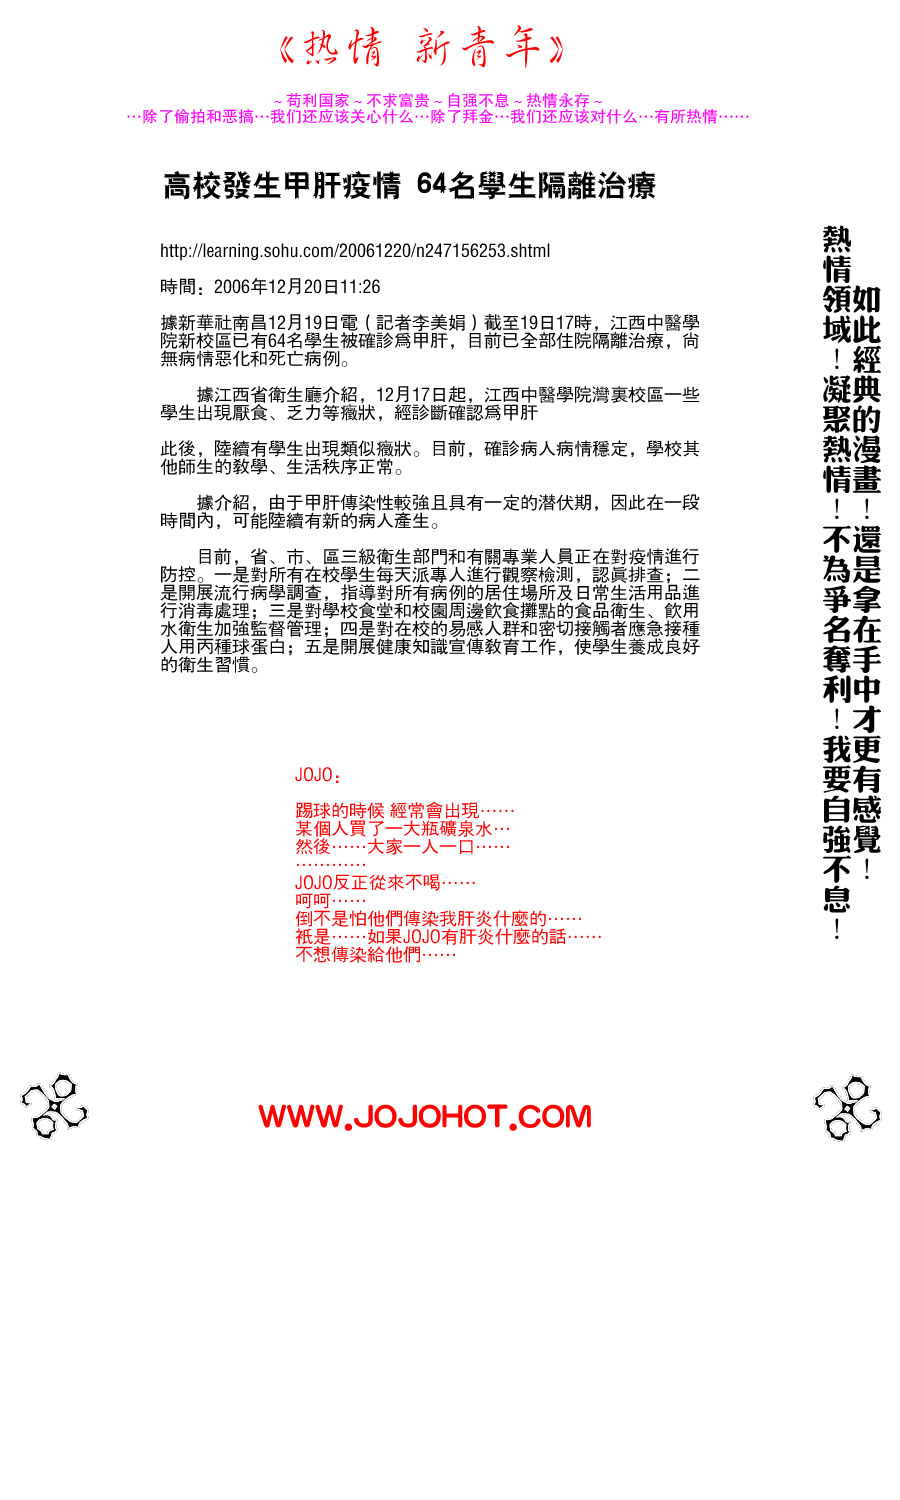 《热情 新青年》
~苟利国家~不求富贵~自强不息~热情永存~
…除了偷拍和恶搞…我们还应该关心什么…除了拜金…我们还应该对什么…有所热情……
高校發生甲肝疫情 64名學生隔離治療
http://learning.sohu.com/20061220/n247156253.shtml
時間：2006年12月20日11:26
據新華社南昌12月19日電（記者李美娟）截至19日17時，江西中醫學
院新校區已有64名學生被確診爲甲肝，目前已全部住院隔離治療，尚
無病情惡化和死亡病例。
據江西省衛生廳介紹，12月17日起，江西中醫學院灣裏校區一些
學生出現厭食、乏力等癥狀，經診斷確認爲甲肝
此後，陸續有學生出現類似癥狀。目前，確診病人病情穩定，學校其
他師生的教學、生活秩序正常。
據介紹，由于甲肝傳染性較強且具有一定的潜伏期，因此在一段
時間內，可能陸續有新的病人產生。
目前，省、市、區三級衛生部門和有關專業人員正在對疫情進行
防控。一是對所有在校學生每天派專人進行觀察檢測，認眞排查；二
是開展流行病學調查，指導對所有病例的居住場所及日常生活用品進
行消毒處理；三是對學校食堂和校園周邊飲食攤點的食品衛生、飲用
水衛生加強監督管理；四是對在校的易感人群和密切接觸者應急接種
人用丙種球蛋白；五是開展健康知識宣傳敎育工作，使學生養成良好
的衛生習慣。
如此經典的漫畫！還是拿在手中才更有感覺！
熱情領域！凝聚熱情！不為爭名奪利！我要自強不息！
JOJO：
踢球的時候 經常會出現……
某個人買了一大瓶礦泉水…
然後……大家一人一口……
…………
JOJO反正從來不喝……
呵呵……
倒不是怕他們傳染我肝炎什麼的……
衹是……如果JOJO有肝炎什麼的話……
不想傳染給他們……
WWW.JOJOHOT.COM